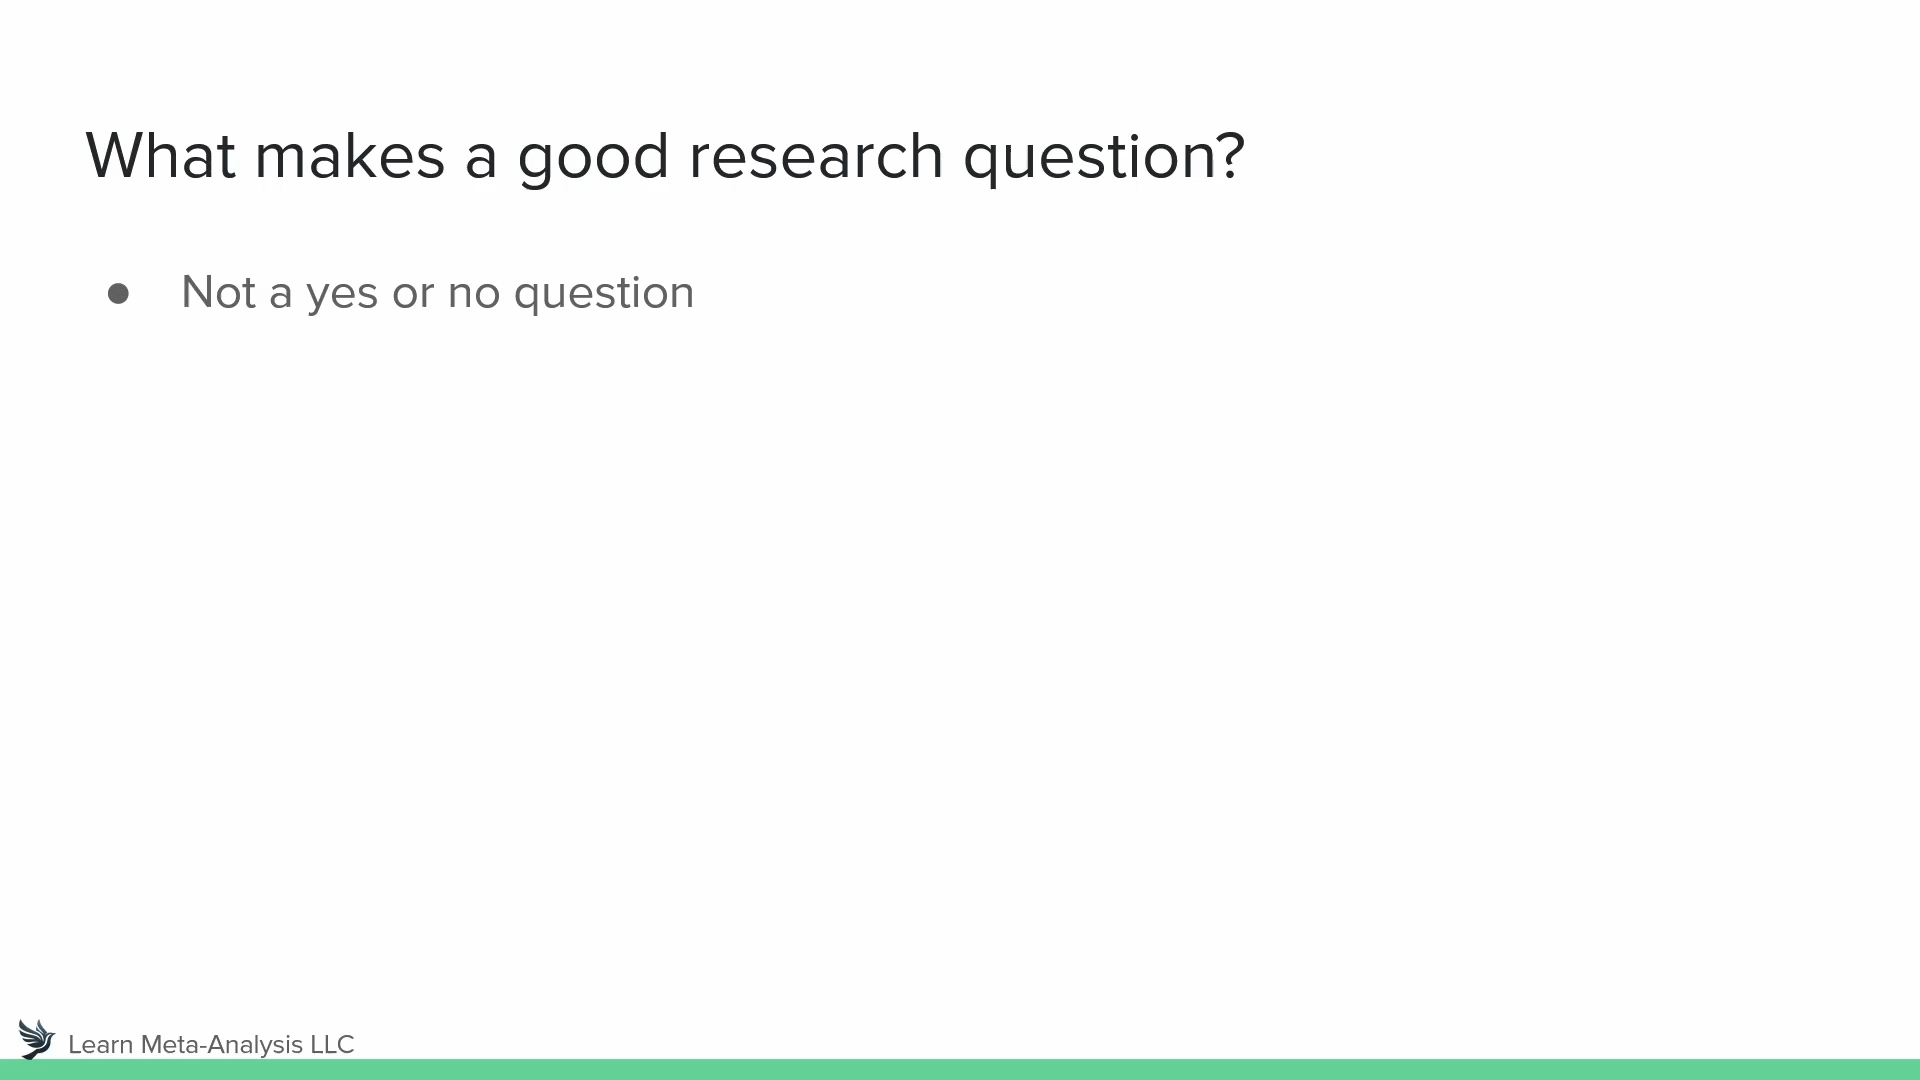 What makes a good research question?
● Not a yes or no question
Learn Meta-Analysis LLC